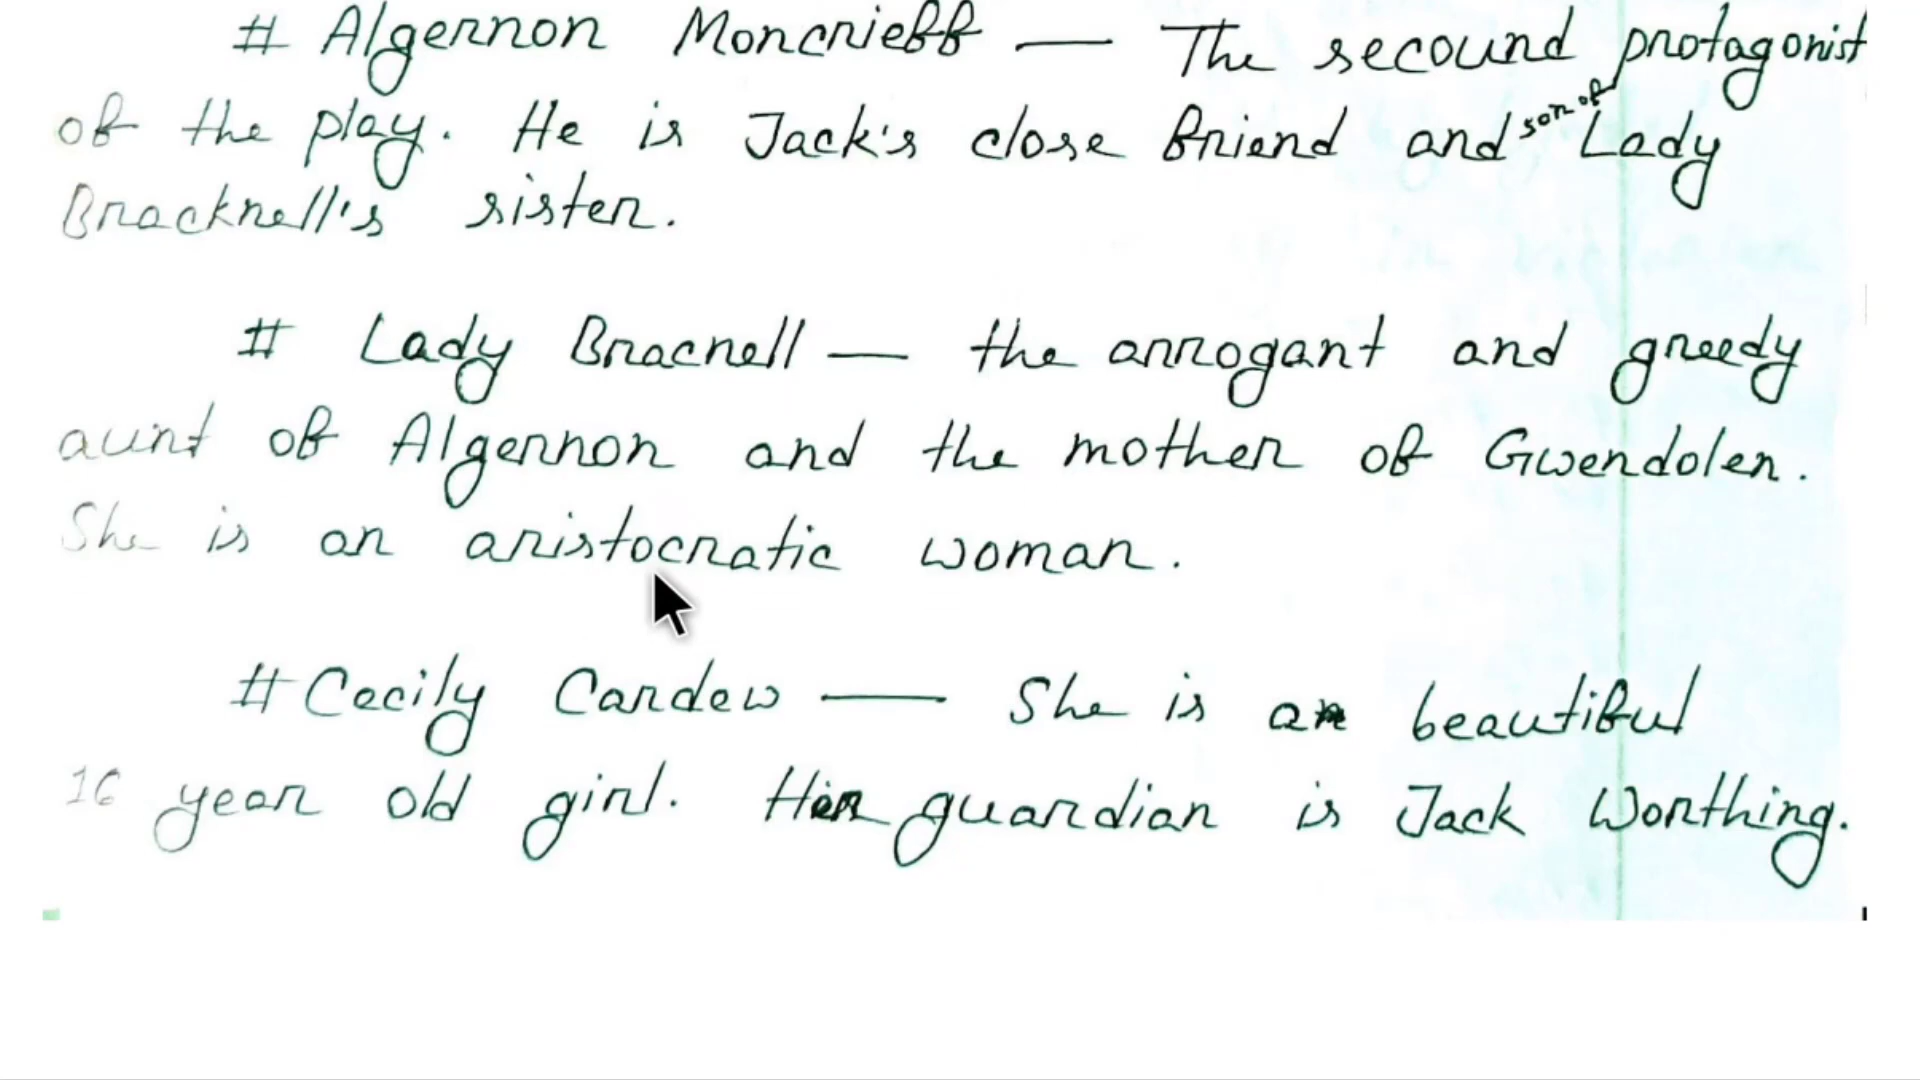 # Algernon Moncrieff — The secound protagonist
of the play. He is Jack's close friend and son of Lady
Bracknell's sister.
# Lady Bracnell — the arrogant and greedy
aunt of Algernon and the mother of Gwendolen.
She is an aristocratic woman.
# Cecily Cardew — She is a beautiful
16 year old girl. Her guardian is Jack Worthing.